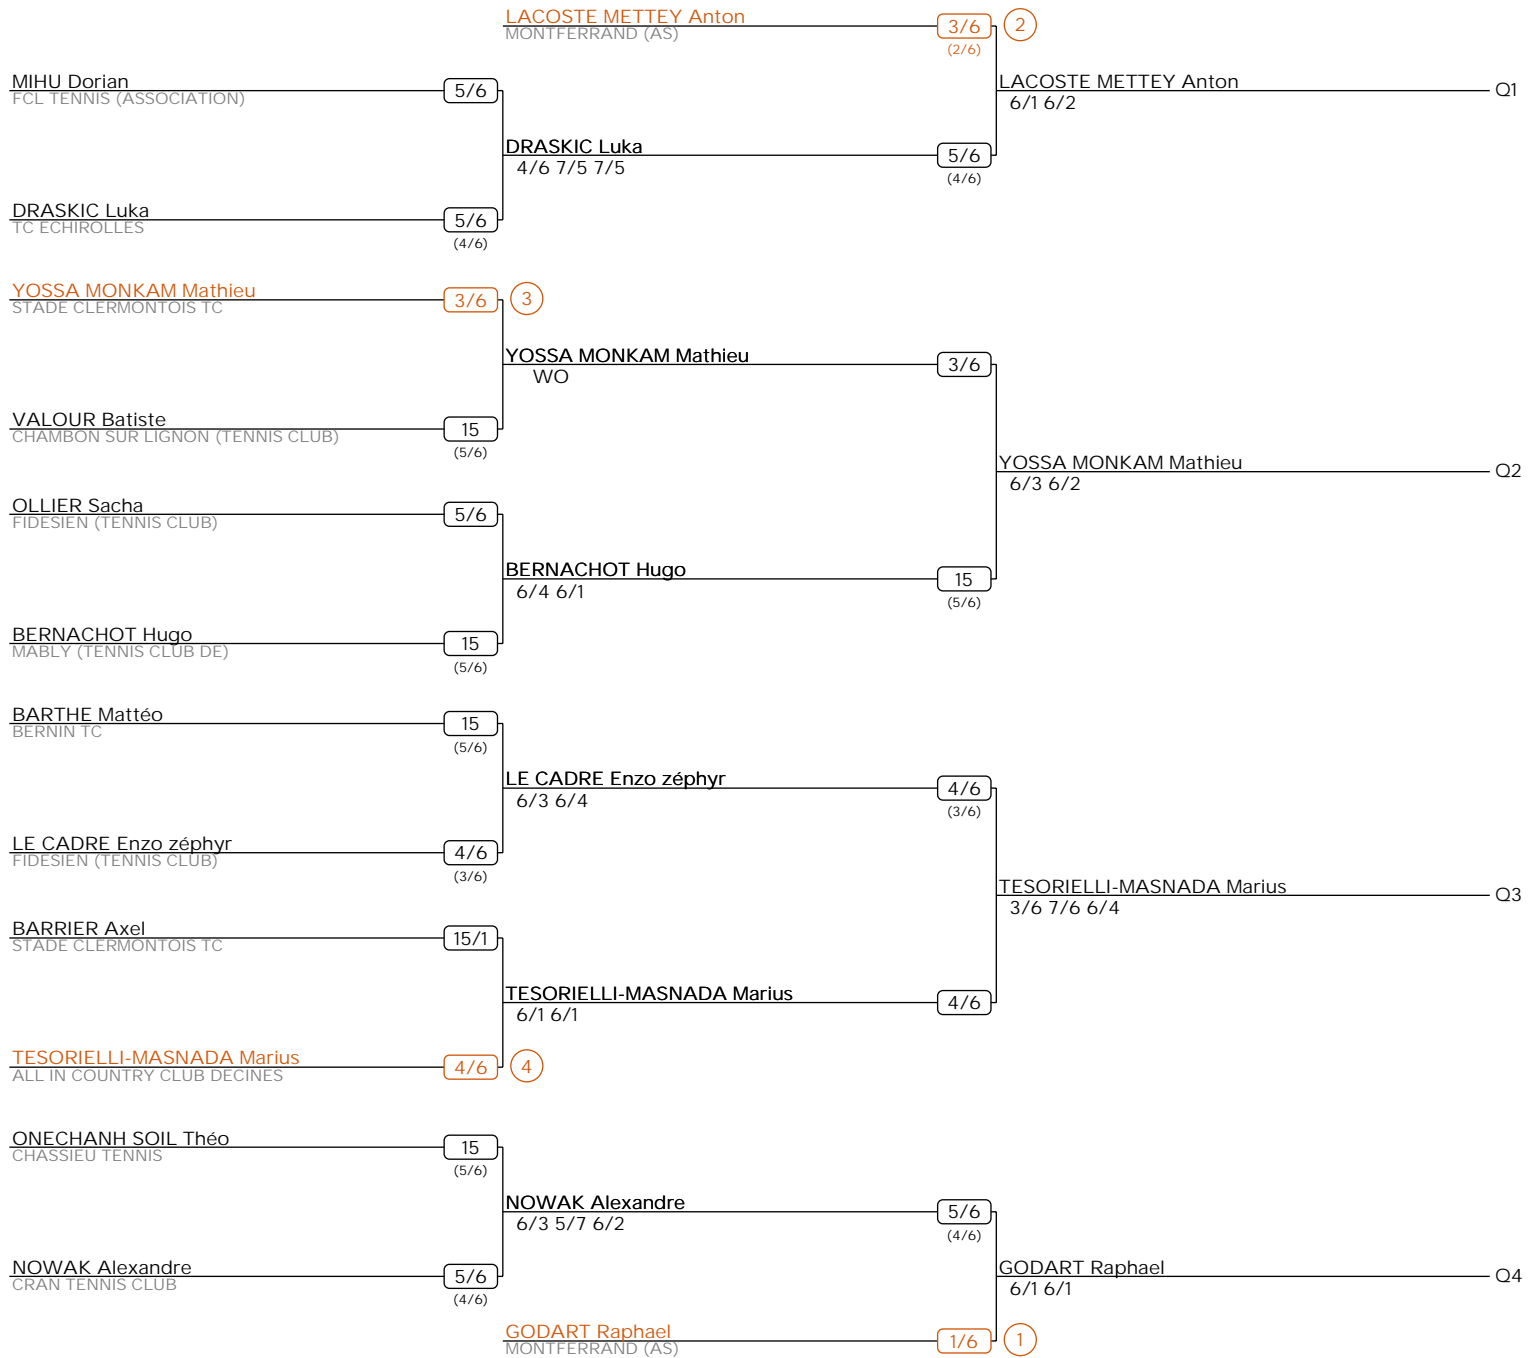 LACOSTE METTEY Anton
MONTFERRAND (AS)
3/6
(2/6)
2
MIHU Dorian
FCL TENNIS (ASSOCIATION)
5/6
LACOSTE METTEY Anton
6/1 6/2
Q1
DRASKIC Luka
4/6 7/5 7/5
5/6
(4/6)
DRASKIC Luka
TC ECHIROLLES
5/6
(4/6)
YOSSA MONKAM Mathieu
STADE CLERMONTOIS TC
3/6
3
YOSSA MONKAM Mathieu
WO
3/6
VALOUR Batiste
CHAMBON SUR LIGNON (TENNIS CLUB)
15
(5/6)
YOSSA MONKAM Mathieu
6/3 6/2
Q2
OLLIER Sacha
FIDESIEN (TENNIS CLUB)
5/6
BERNACHOT Hugo
6/4 6/1
15
(5/6)
BERNACHOT Hugo
MABLY (TENNIS CLUB DE)
15
(5/6)
BARTHE Mattéo
BERNIN TC
15
(5/6)
LE CADRE Enzo zéphyr
6/3 6/4
4/6
(3/6)
LE CADRE Enzo zéphyr
FIDESIEN (TENNIS CLUB)
4/6
(3/6)
TESORIELLI-MASNADA Marius
3/6 7/6 6/4
Q3
BARRIER Axel
STADE CLERMONTOIS TC
15/1
TESORIELLI-MASNADA Marius
6/1 6/1
4/6
TESORIELLI-MASNADA Marius
ALL IN COUNTRY CLUB DECINES
4/6
4
ONECHANH SOIL Théo
CHASSIEU TENNIS
15
(5/6)
NOWAK Alexandre
6/3 5/7 6/2
5/6
(4/6)
NOWAK Alexandre
CRAN TENNIS CLUB
5/6
(4/6)
GODART Raphael
6/1 6/1
Q4
GODART Raphael
MONTFERRAND (AS)
1/6
1